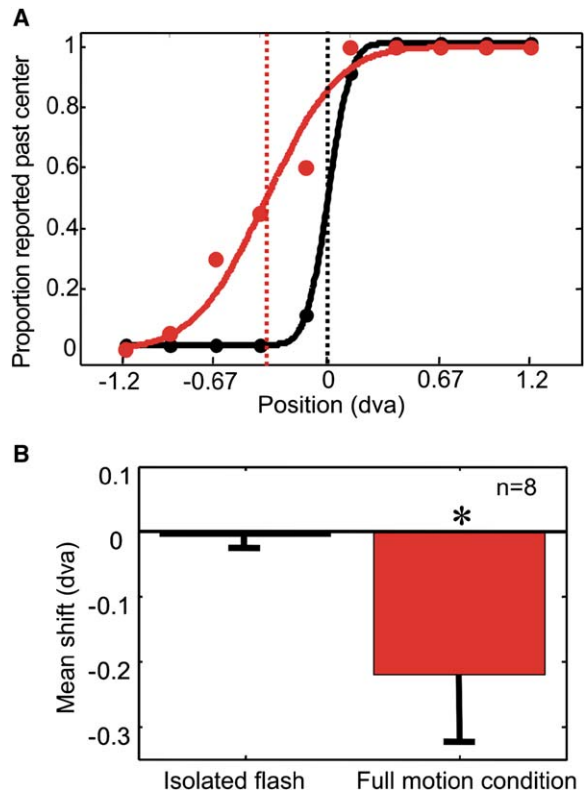 A
Proportion reported past center
1
0.8
0.6
0.4
0.2
0
-1.2 -0.67 0 0.67 1.2
Position (dva)
B
Mean shift (dva)
0.1
0
-0.1
-0.2
-0.3
n=8
*
Isolated flash Full motion condition